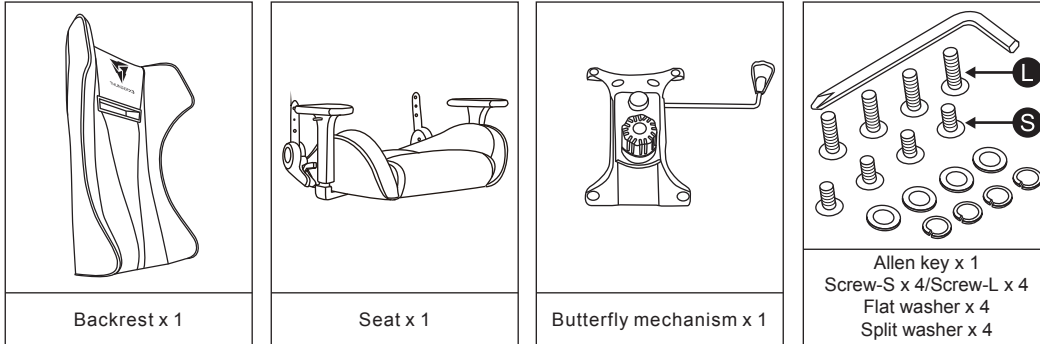 L
S
Backrest x 1
Seat x 1
Butterfly mechanism x 1
Allen key x 1
Screw-S x 4/Screw-L x 4
Flat washer x 4
Split washer x 4